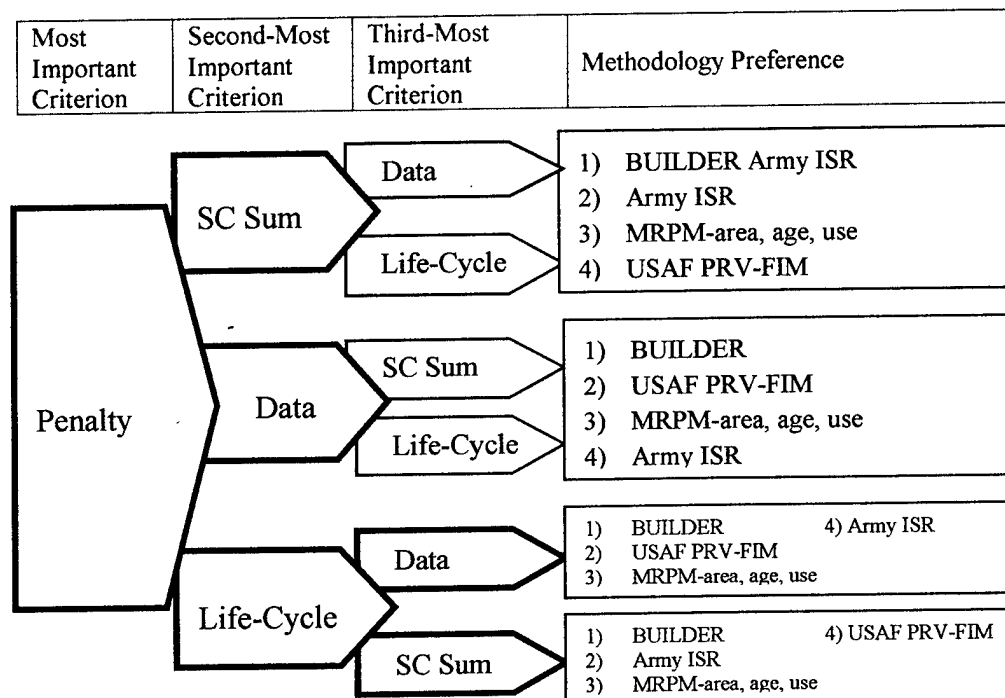 Most
Important
Criterion
Second-Most
Important
Criterion
Third-Most
Important
Criterion
Methodology Preference
Penalty
SC Sum
Data
Life-Cycle
1) BUILDER Army ISR
2) Army ISR
3) MRPM-area, age, use
4) USAF PRV-FIM
Data
SC Sum
Life-Cycle
1) BUILDER
2) USAF PRV-FIM
3) MRPM-area, age, use
4) Army ISR
Life-Cycle
Data
1) BUILDER 4) Army ISR
2) USAF PRV-FIM
3) MRPM-area, age, use
SC Sum
1) BUILDER 4) USAF PRV-FIM
2) Army ISR
3) MRPM-area, age, use